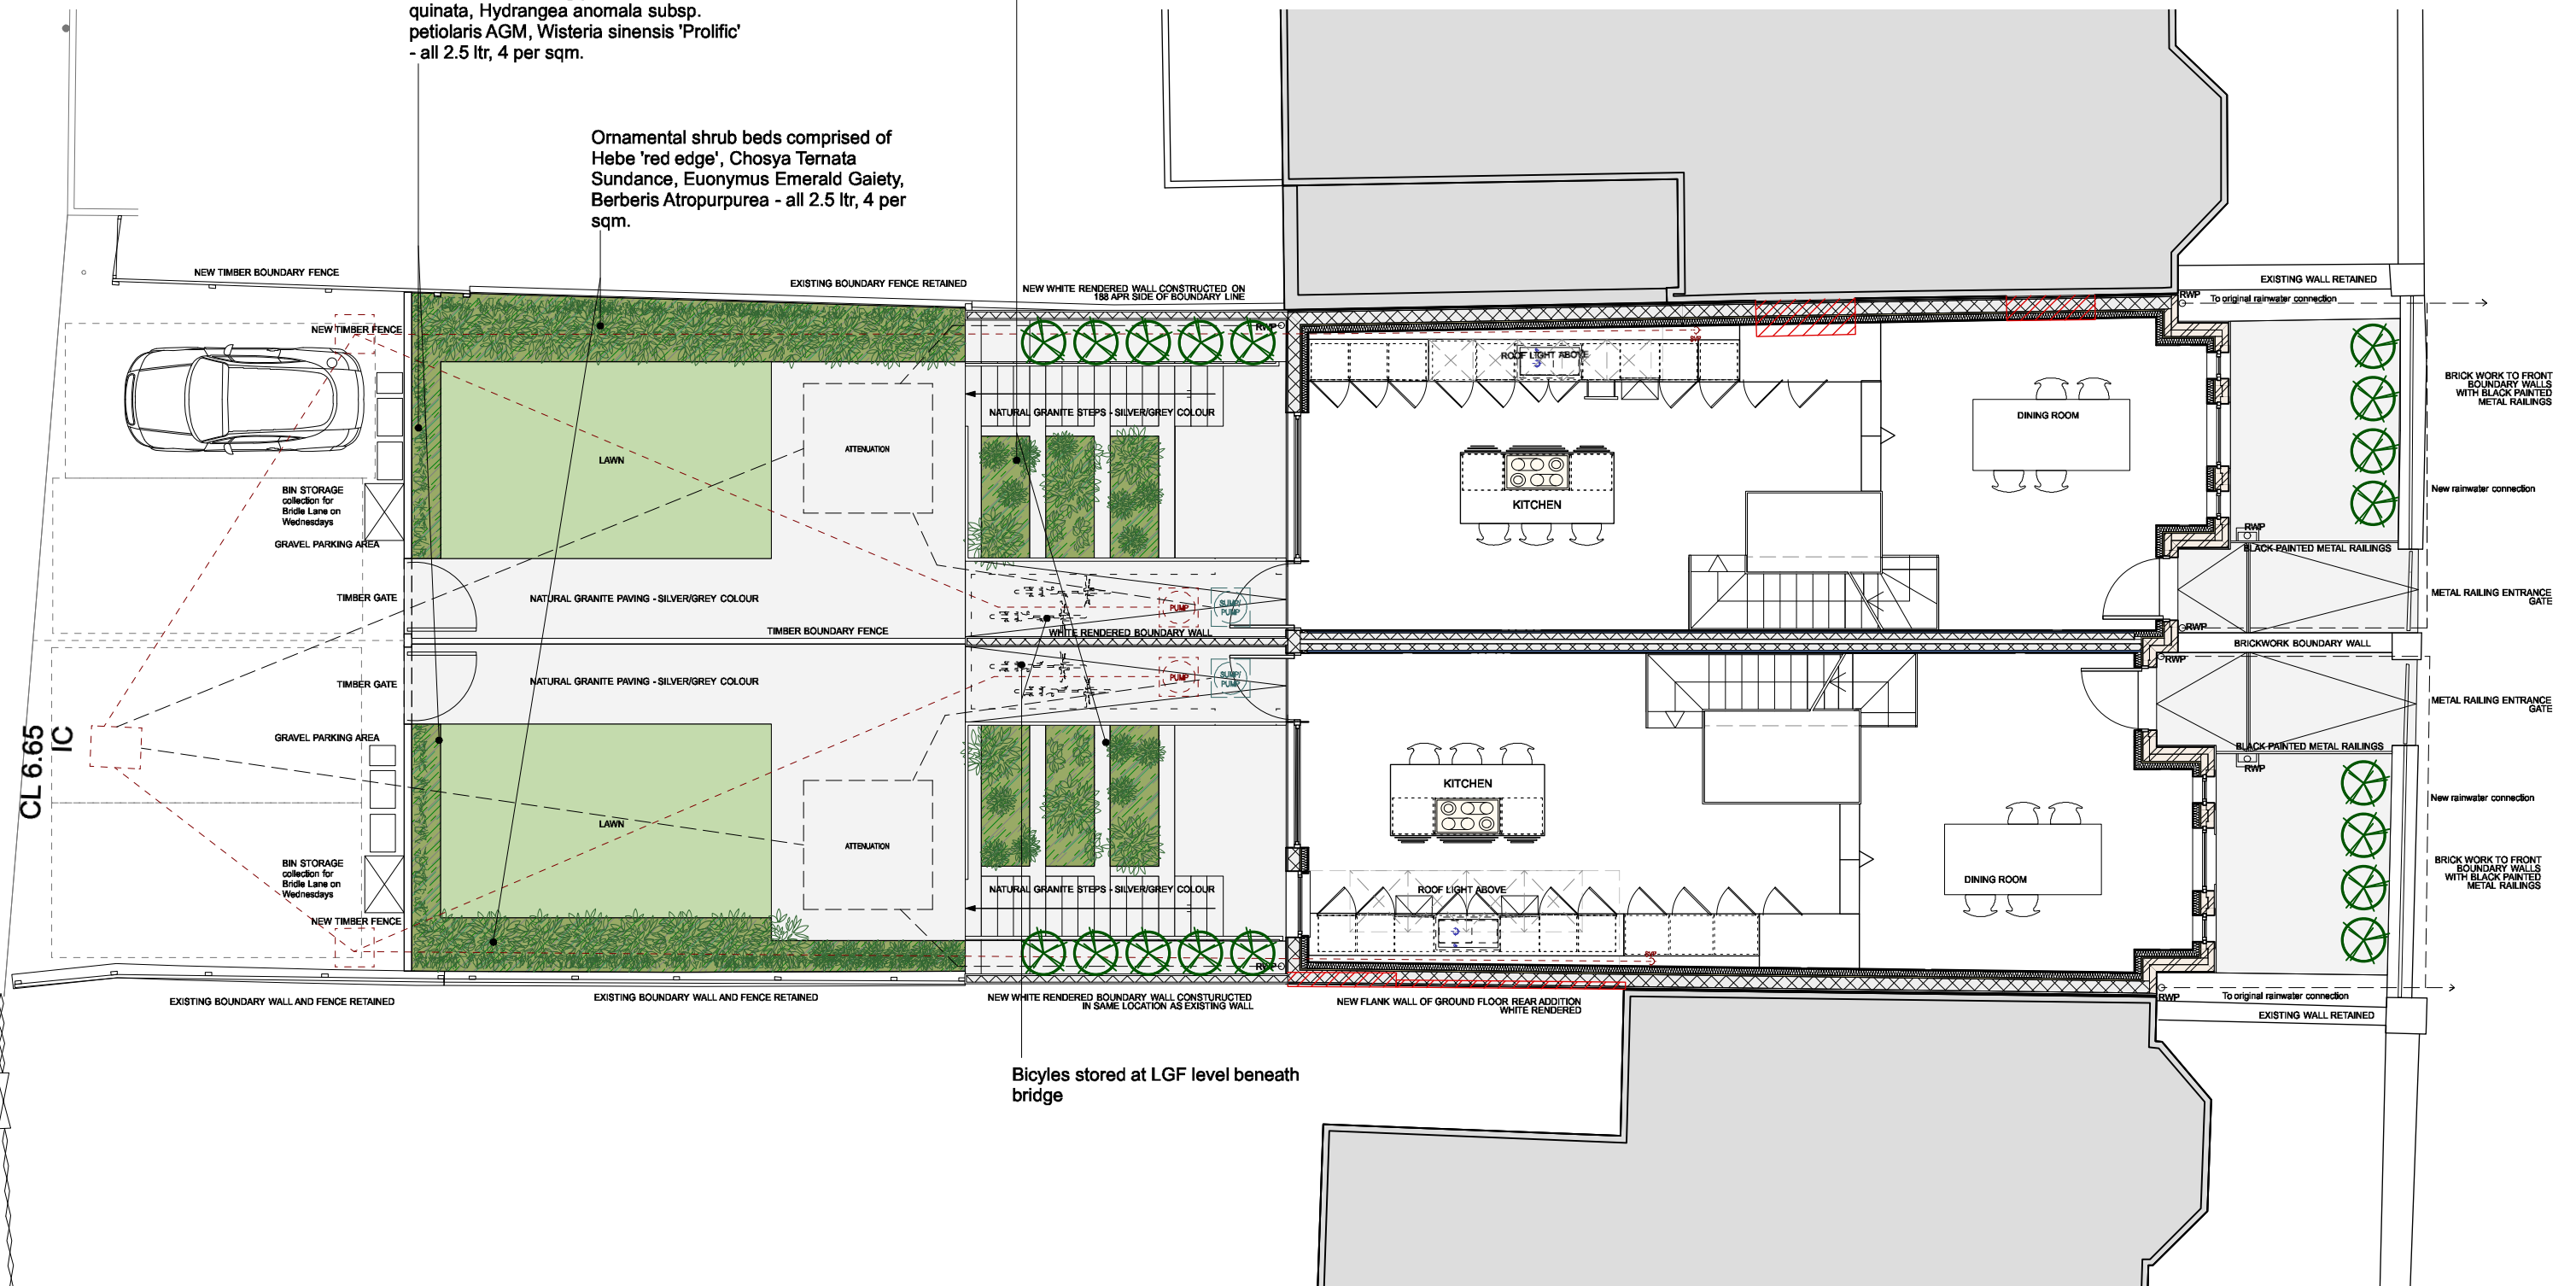 quinata, Hydrangea anomala subsp.
petiolaris AGM, Wisteria sinensis 'Prolific'
- all 2.5 ltr, 4 per sqm.
Ornamental shrub beds comprised of
Hebe 'red edge', Chosya Ternata
Sundance, Euonymus Emerald Gaiety,
Berberis Atropurpurea - all 2.5 ltr, 4 per
sqm.
NEW TIMBER BOUNDARY FENCE
EXISTING BOUNDARY FENCE RETAINED
NEW WHITE RENDERED WALL CONSTRUCTED ON
188 APR SIDE OF BOUNDARY LINE
EXISTING WALL RETAINED
RWP
To original rainwater connection
NEW TIMBER FENCE
RWP
ROOF LIGHT ABOVE
SVP
BRICK WORK TO FRONT
BOUNDARY WALLS
WITH BLACK PAINTED
METAL RAILINGS
NATURAL GRANITE STEPS - SILVER/GREY COLOUR
DINING ROOM
ATTENUATION
LAWN
KITCHEN
BIN STORAGE
collection for
Bridle Lane on
Wednesdays
New rainwater connection
RWP
GRAVEL PARKING AREA
BLACK PAINTED METAL RAILINGS
TIMBER GATE
NATURAL GRANITE PAVING - SILVER/GREY COLOUR
PUMP
SUMP/
PUMP
METAL RAILING ENTRANCE
GATE
TIMBER BOUNDARY FENCE
WHITE RENDERED BOUNDARY WALL
RWP
BRICKWORK BOUNDARY WALL
RWP
TIMBER GATE
NATURAL GRANITE PAVING - SILVER/GREY COLOUR
PUMP
SUMP/
PUMP
METAL RAILING ENTRANCE
GATE
CL 6.65
IC
GRAVEL PARKING AREA
BLACK PAINTED METAL RAILINGS
RWP
KITCHEN
New rainwater connection
LAWN
ATTENUATION
BIN STORAGE
collection for
Bridle Lane on
Wednesdays
NATURAL GRANITE STEPS - SILVER/GREY COLOUR
ROOF LIGHT ABOVE
DINING ROOM
BRICK WORK TO FRONT
BOUNDARY WALLS
WITH BLACK PAINTED
METAL RAILINGS
NEW TIMBER FENCE
RWP
SVP
EXISTING BOUNDARY WALL AND FENCE RETAINED
EXISTING BOUNDARY WALL AND FENCE RETAINED
NEW WHITE RENDERED BOUNDARY WALL CONSTURUCTED
IN SAME LOCATION AS EXISTING WALL
NEW FLANK WALL OF GROUND FLOOR REAR ADDITION
WHITE RENDERED
RWP
To original rainwater connection
EXISTING WALL RETAINED
Bicyles stored at LGF level beneath
bridge